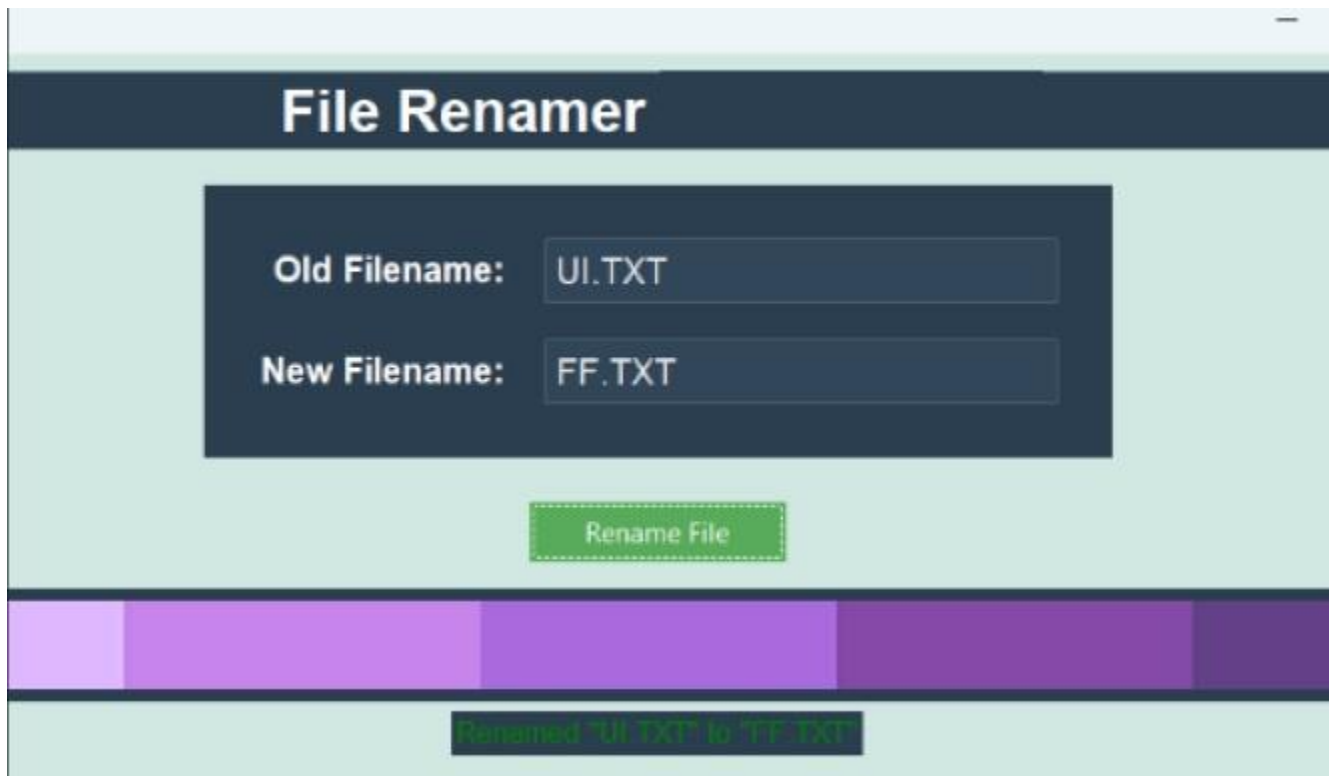 File Renamer
Old Filename: UI.TXT
New Filename: FF.TXT
Rename File
Renamed "UI.TXT" to "FF.TXT"